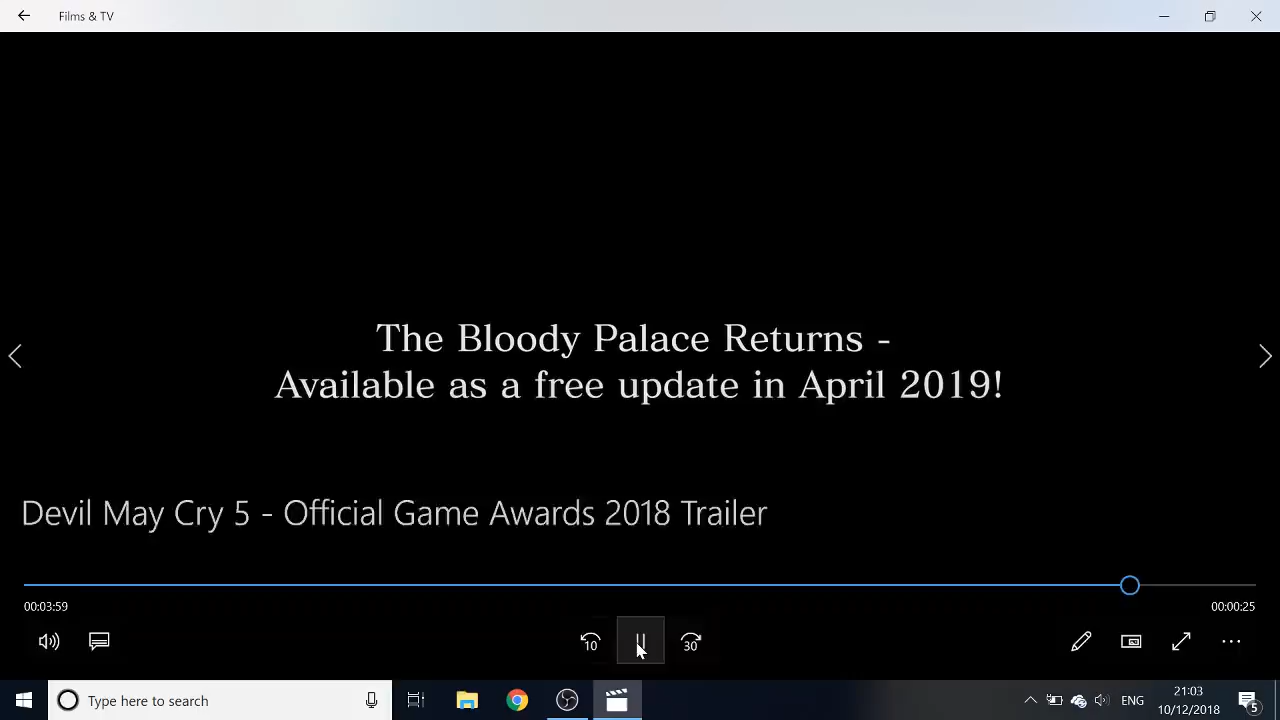 Films & TV
The Bloody Palace Returns -
Available as a free update in April 2019!
Devil May Cry 5 - Official Game Awards 2018 Trailer
00:03:59
00:00:25
10
30
Type here to search
ENG
21:03
10/12/2018
5